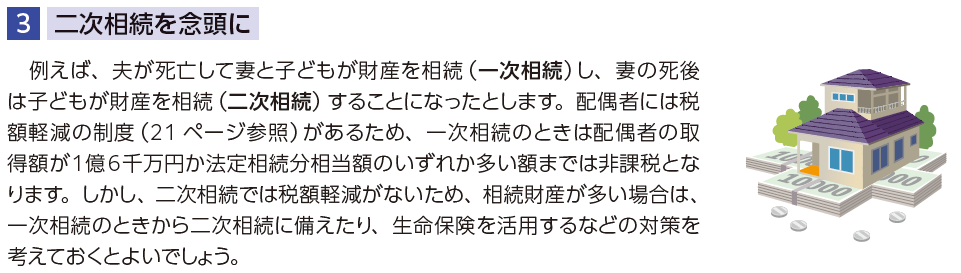 3 二次相続を念頭に
例えば、夫が死亡して妻と子どもが財産を相続(一次相続)し、妻の死後
は子どもが財産を相続(二次相続)することになったとします。配偶者には税
額軽減の制度(21ページ参照)があるため、一次相続のときは配偶者の取
得額が1億6千万円か法定相続分相当額のいずれか多い額までは非課税とな
ります。しかし、二次相続では税額軽減がないため、相続財産が多い場合は、
一次相続のときから二次相続に備えたり、生命保険を活用するなどの対策を
考えておくとよいでしょう。
10000